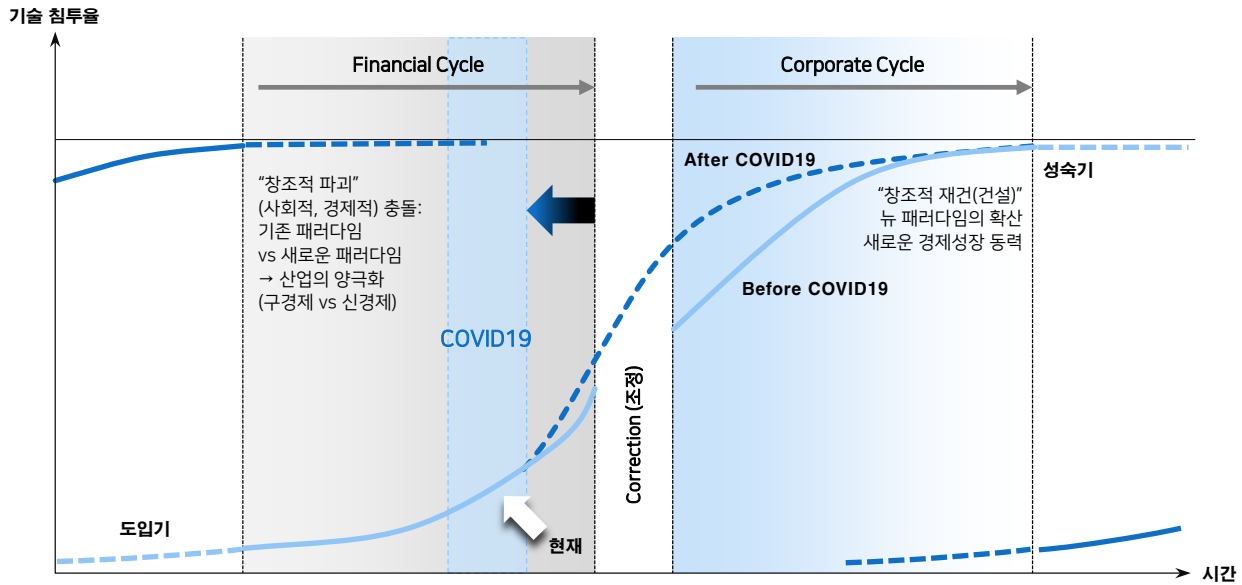 기술 침투율
Financial Cycle
Corporate Cycle
“창조적 파괴”
(사회적, 경제적) 충돌:
기존 패러다임
vs 새로운 패러다임
→ 산업의 양극화
(구경제 vs 신경제)
COVID19
After COVID19
성숙기
“창조적 재건(건설)”
뉴 패러다임의 확산
새로운 경제성장 동력
Before COVID19
Correction (조정)
도입기
현재
시간